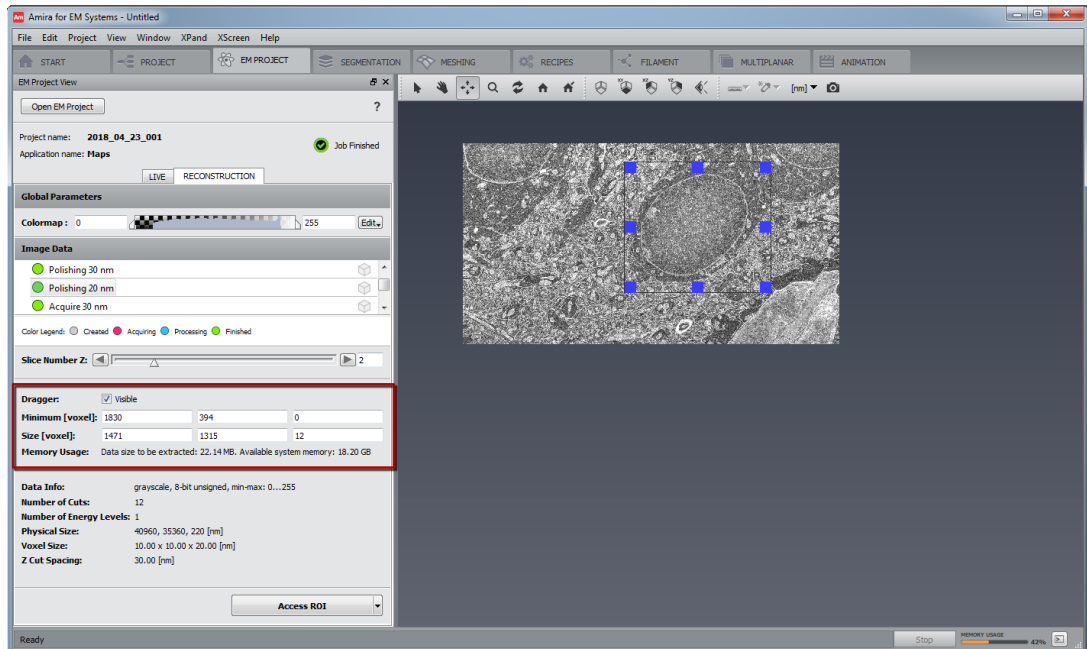 Am Amira for EM Systems - Untitled
File Edit Project View Window XPand XScreen Help
START PROJECT EM PROJECT SEGMENTATION MESHING RECIPES FILAMENT MULTIPLANAR ANIMATION
EM Project View
XY XZ YZ [nm]
Open EM Project ?
Project name: 2018_04_23_001
Job Finished
Application name: Maps
LIVE RECONSTRUCTION
Global Parameters
Colormap : 0 255 Edit
Image Data
Polishing 30 nm
Polishing 20 nm
Acquire 30 nm
Color Legend: Created Acquiring Processing Finished
Slice Number Z: 2
Dragger: Visible
Minimum [voxel]: 1830 394 0
Size [voxel]: 1471 1315 12
Memory Usage: Data size to be extracted: 22.14 MB. Available system memory: 18.20 GB
Data Info: grayscale, 8-bit unsigned, min-max: 0...255
Number of Cuts: 12
Number of Energy Levels: 1
Physical Size: 40960, 35360, 220 [nm]
Voxel Size: 10.00 x 10.00 x 20.00 [nm]
Z Cut Spacing: 30.00 [nm]
Access ROI
Ready Stop MEMORY USAGE 42%